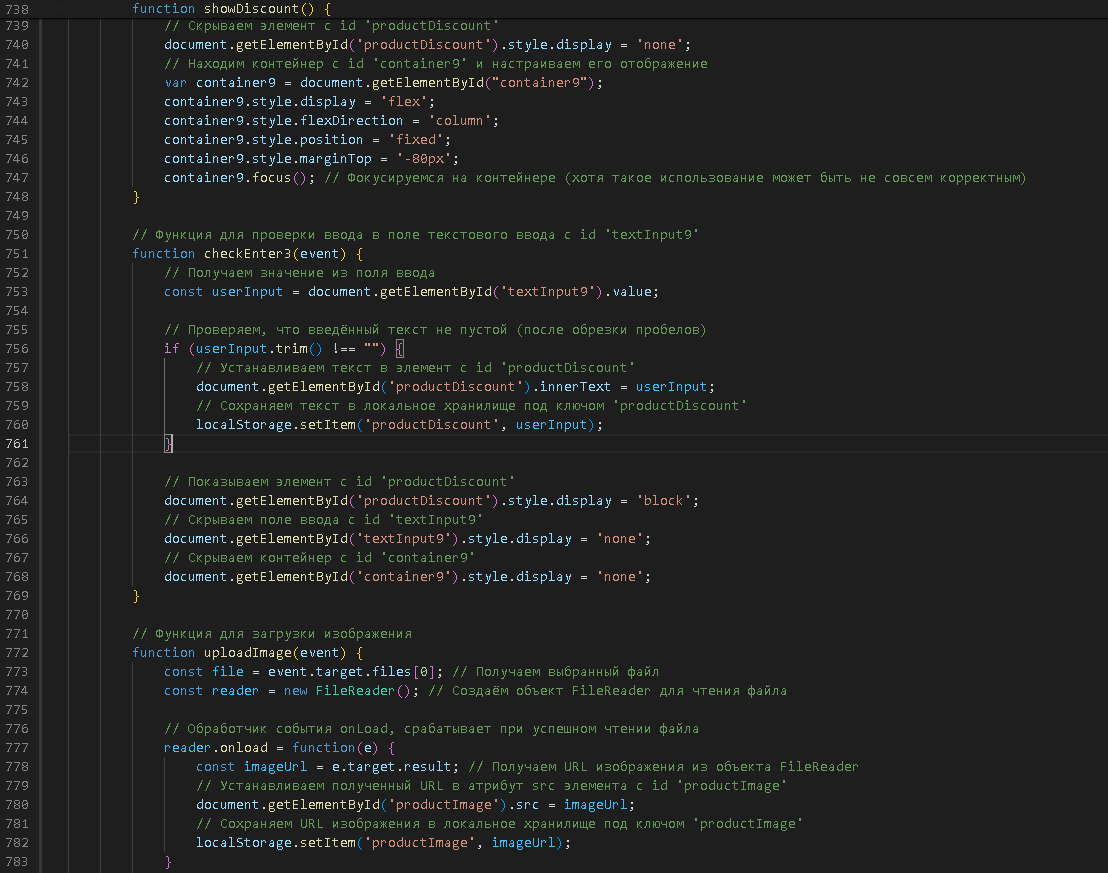 738 function showDiscount() {
739 // Скрываем элемент с id 'productDiscount'
740 document.getElementById('productDiscount').style.display = 'none';
741 // Находим контейнер с id 'container9' и настраиваем его отображение
742 var container9 = document.getElementById("container9");
743 container9.style.display = 'flex';
744 container9.style.flexDirection = 'column';
745 container9.style.position = 'fixed';
746 container9.style.marginTop = '-80px';
747 container9.focus(); // Фокусируемся на контейнере (хотя такое использование может быть не совсем корректным)
748 }
749
750 // Функция для проверки ввода в поле текстового ввода с id 'textInput9'
751 function checkEnter3(event) {
752 // Получаем значение из поля ввода
753 const userInput = document.getElementById('textInput9').value;
754
755 // Проверяем, что введённый текст не пустой (после обрезки пробелов)
756 if (userInput.trim() !== "") {
757 // Устанавливаем текст в элемент с id 'productDiscount'
758 document.getElementById('productDiscount').innerText = userInput;
759 // Сохраняем текст в локальное хранилище под ключом 'productDiscount'
760 localStorage.setItem('productDiscount', userInput);
761 }
762
763 // Показываем элемент с id 'productDiscount'
764 document.getElementById('productDiscount').style.display = 'block';
765 // Скрываем поле ввода с id 'textInput9'
766 document.getElementById('textInput9').style.display = 'none';
767 // Скрываем контейнер с id 'container9'
768 document.getElementById('container9').style.display = 'none';
769 }
770
771 // Функция для загрузки изображения
772 function uploadImage(event) {
773 const file = event.target.files[0]; // Получаем выбранный файл
774 const reader = new FileReader(); // Создаём объект FileReader для чтения файла
775
776 // Обработчик события onLoad, срабатывает при успешном чтении файла
777 reader.onload = function(e) {
778 const imageUrl = e.target.result; // Получаем URL изображения из объекта FileReader
779 // Устанавливаем полученный URL в атрибут src элемента с id 'productImage'
780 document.getElementById('productImage').src = imageUrl;
781 // Сохраняем URL изображения в локальное хранилище под ключом 'productImage'
782 localStorage.setItem('productImage', imageUrl);
783 }